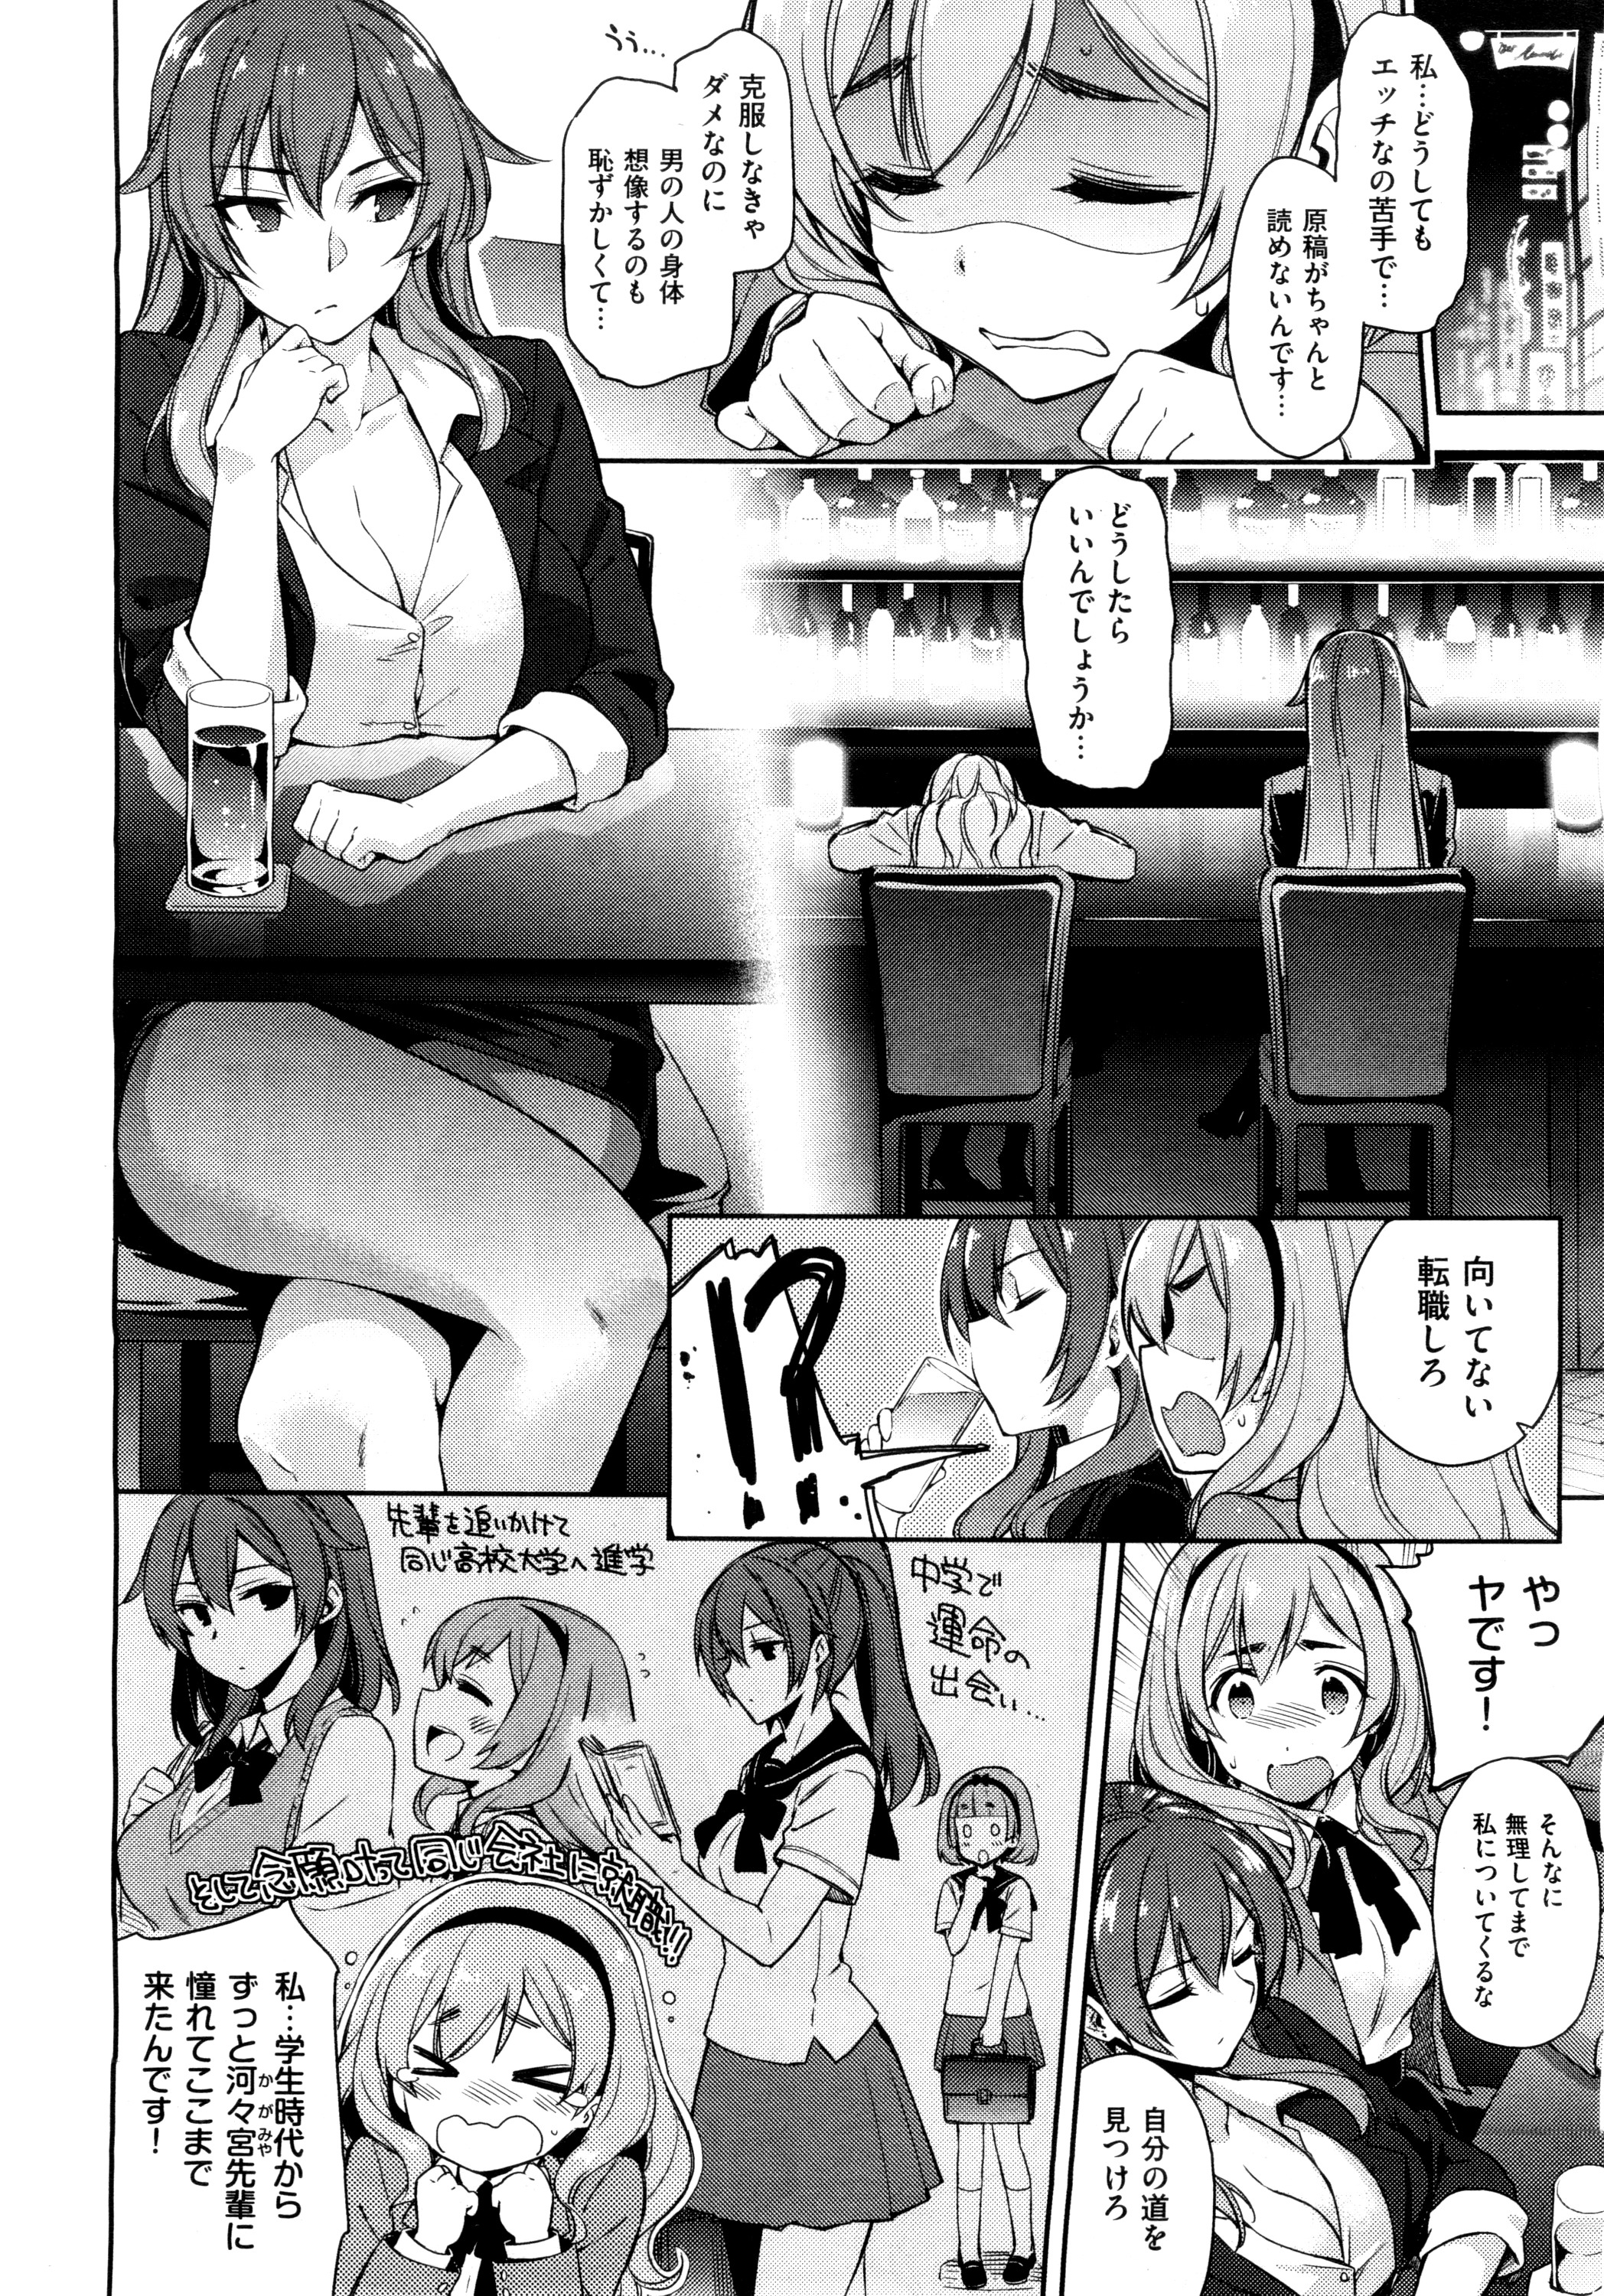 私…どうしても
エッチなの苦手で…
原稿がちゃんと
読めないんです…
克服しなきゃ
ダメなのに
男の人の身体
想像するのも
恥ずかしくて…
うぅ…
どうしたら
いいんでしょうか…
向いてない
転職しろ
!?
やっ
ヤです!
そんなに
無理してまで
私についてくるな
自分の道を
見つけろ
中学で
運命の
出会い…
先輩を追いかけて
同じ高校大学へ進学
そして念願叶って同じ会社に就職!!
私…学生時代から
ずっと河々宮先輩に
かがみや
憧れてここまで
来たんです!